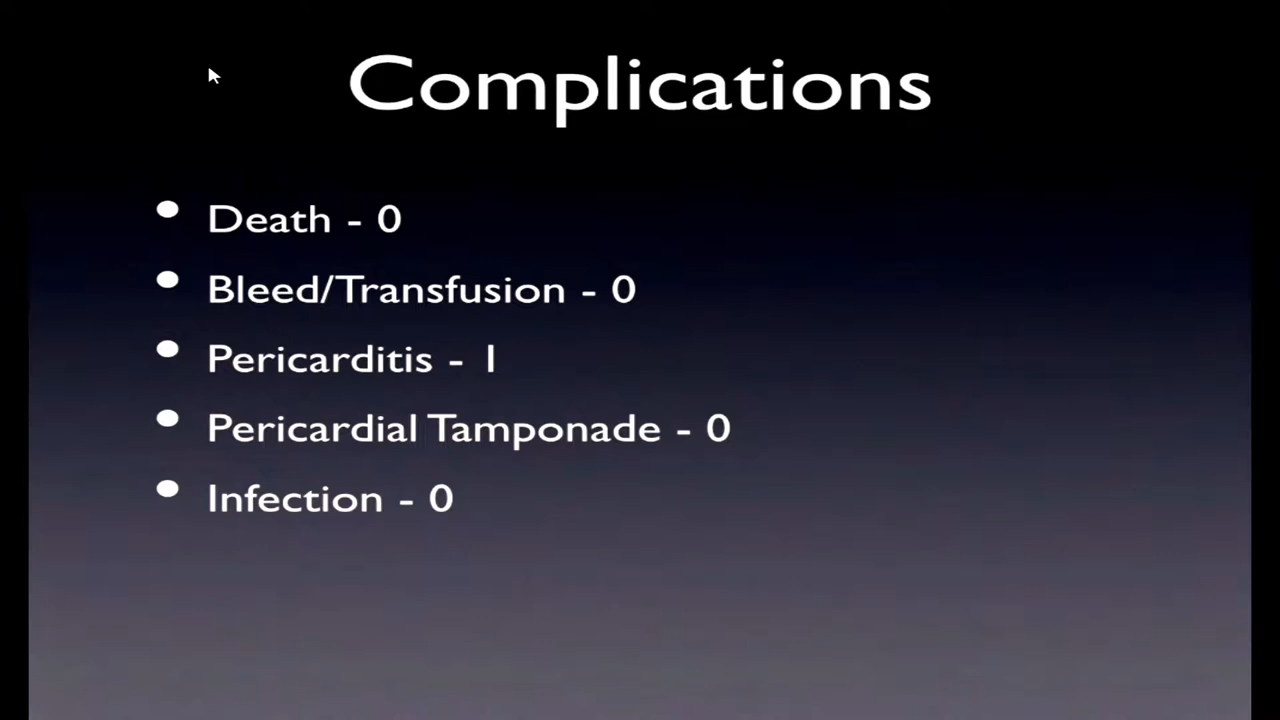 Complications
• Death - 0
• Bleed/Transfusion - 0
• Pericarditis - 1
• Pericardial Tamponade - 0
• Infection - 0